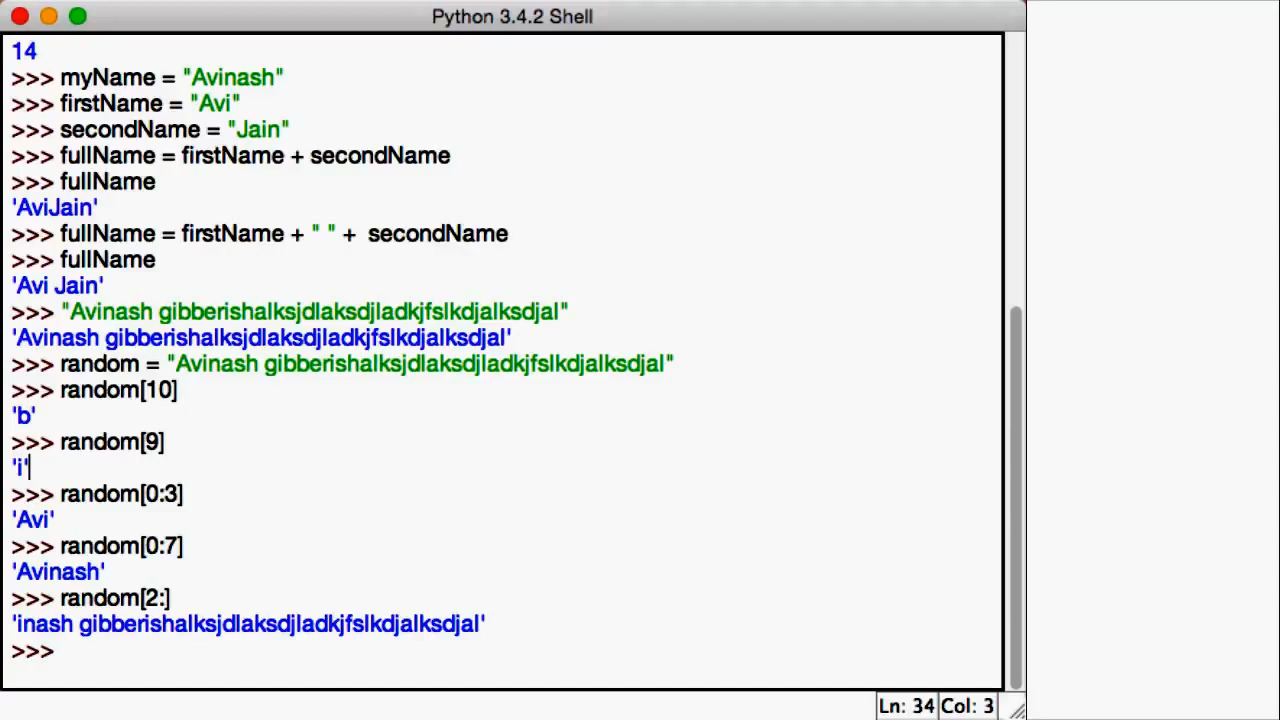 Python 3.4.2 Shell
14
>>> myName = "Avinash"
>>> firstName = "Avi"
>>> secondName = "Jain"
>>> fullName = firstName + secondName
>>> fullName
'AviJain'
>>> fullName = firstName + " " +  secondName
>>> fullName
'Avi Jain'
>>> "Avinash gibberishalksjdlaksdjladkjfslkdjalksdjal"
'Avinash gibberishalksjdlaksdjladkjfslkdjalksdjal'
>>> random = "Avinash gibberishalksjdlaksdjladkjfslkdjalksdjal"
>>> random[10]
'b'
>>> random[9]
'i'
>>> random[0:3]
'Avi'
>>> random[0:7]
'Avinash'
>>> random[2:]
'inash gibberishalksjdlaksdjladkjfslkdjalksdjal'
>>>
Ln: 34 Col: 3